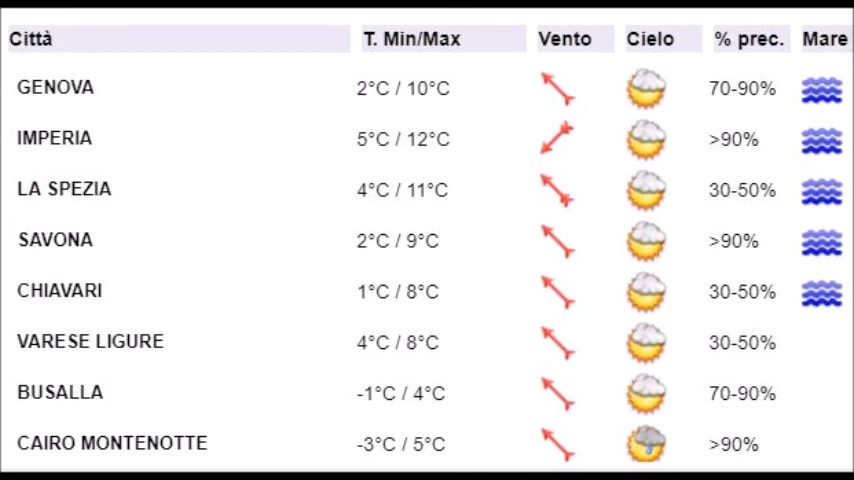 Città T. Min/Max Vento Cielo % prec. Mare
GENOVA 2°C / 10°C 70-90%
IMPERIA 5°C / 12°C >90%
LA SPEZIA 4°C / 11°C 30-50%
SAVONA 2°C / 9°C >90%
CHIAVARI 1°C / 8°C 30-50%
VARESE LIGURE 4°C / 8°C 30-50%
BUSALLA -1°C / 4°C 70-90%
CAIRO MONTENOTTE -3°C / 5°C >90%